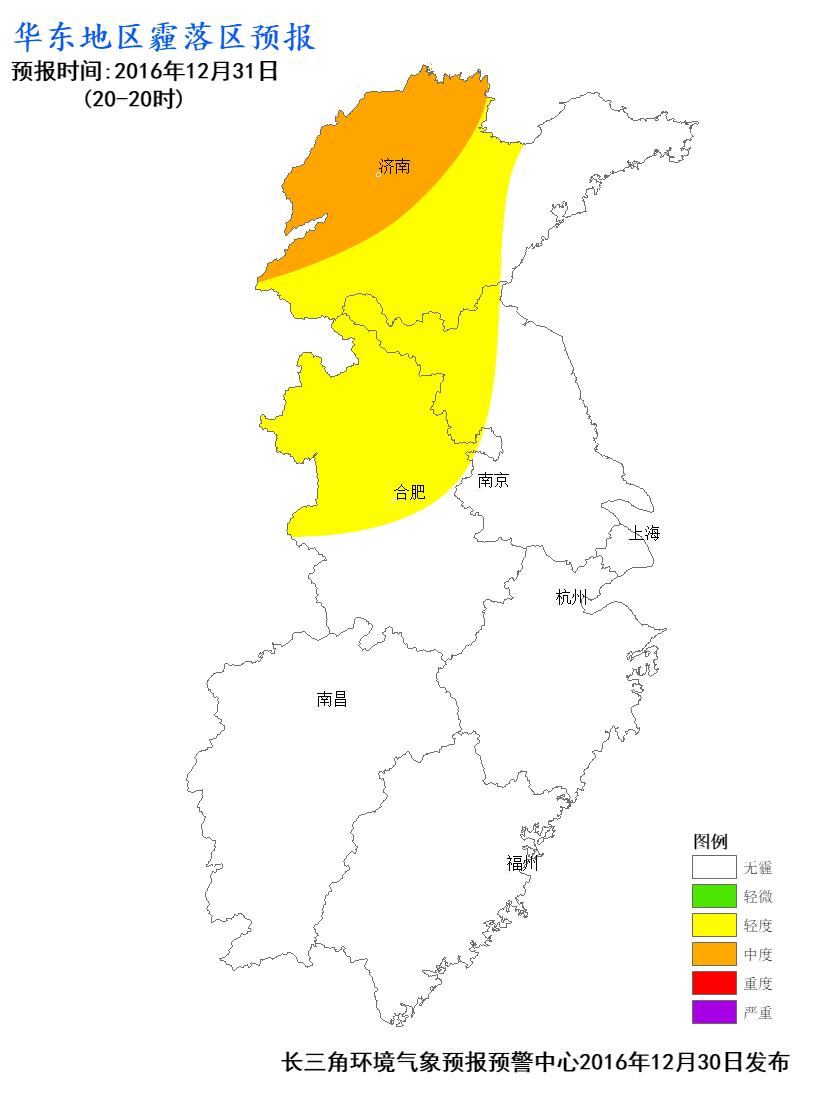 华东地区霾落区预报
预报时间:2016年12月31日
(20-20时)
济南
合肥
南京
上海
杭州
南昌
福州
图例
无霾
轻微
轻度
中度
重度
严重
长三角环境气象预报预警中心2016年12月30日发布